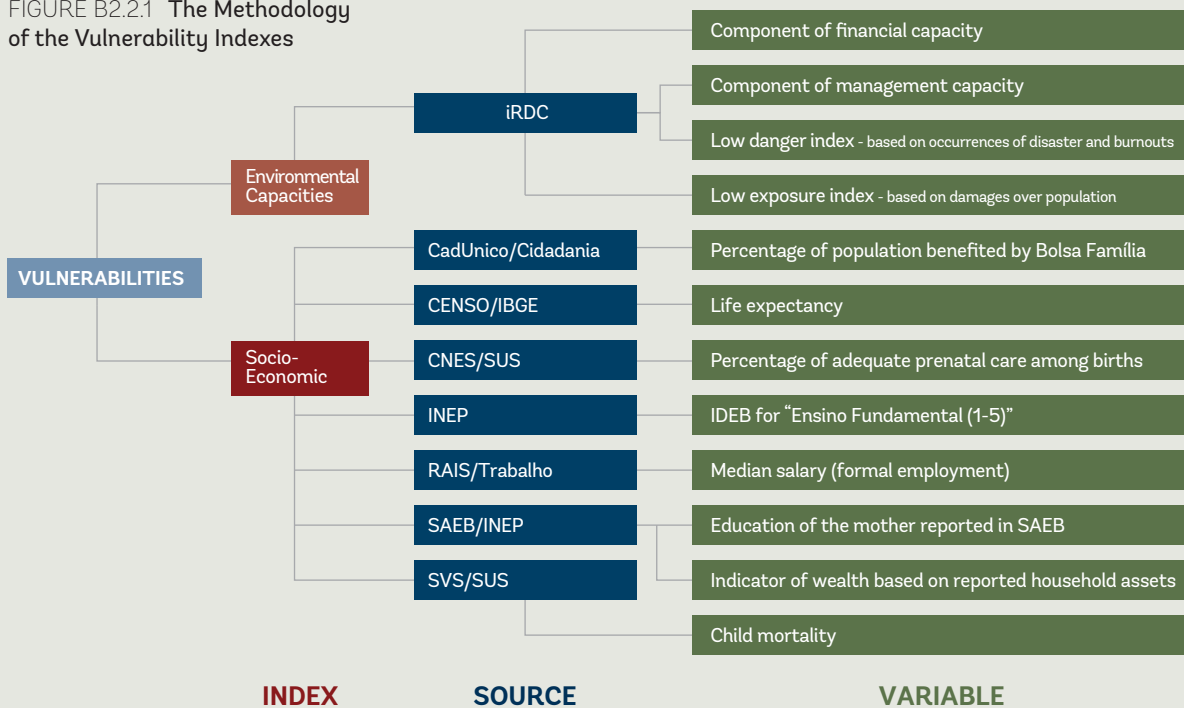 FIGURE B2.2.1 The Methodology
of the Vulnerability Indexes
VULNERABILITIES
Environmental
Capacities
Socio-
Economic
iRDC
CadUnico/Cidadania
CENSO/IBGE
CNES/SUS
INEP
RAIS/Trabalho
SAEB/INEP
SVS/SUS
Component of financial capacity
Component of management capacity
Low danger index - based on occurrences of disaster and burnouts
Low exposure index - based on damages over population
Percentage of population benefited by Bolsa Família
Life expectancy
Percentage of adequate prenatal care among births
IDEB for “Ensino Fundamental (1-5)”
Median salary (formal employment)
Education of the mother reported in SAEB
Indicator of wealth based on reported household assets
Child mortality
INDEX
SOURCE
VARIABLE